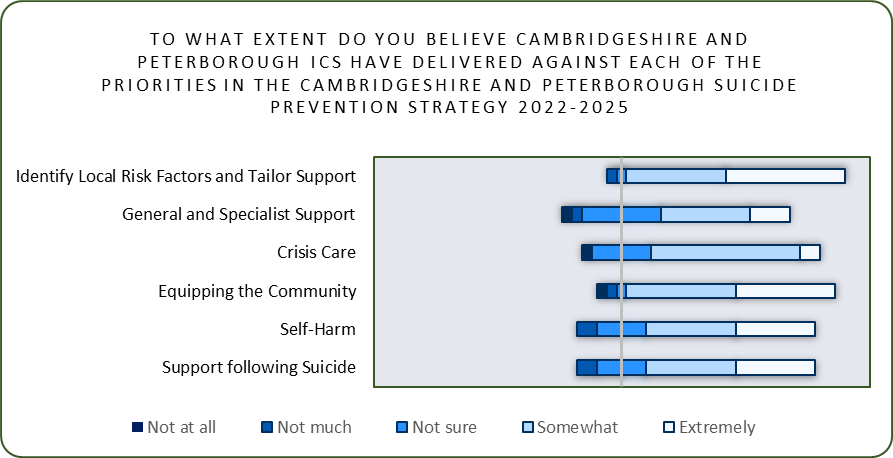 TO WHAT EXTENT DO YOU BELIEVE CAMBRIDGESHIRE AND
PETERBOROUGH ICS HAVE DELIVERED AGAINST EACH OF THE
PRIORITIES IN THE CAMBRIDGESHIRE AND PETERBOROUGH SUICIDE
PREVENTION STRATEGY 2022-2025
Identify Local Risk Factors and Tailor Support
General and Specialist Support
Crisis Care
Equipping the Community
Self-Harm
Support following Suicide
Not at all Not much Not sure Somewhat Extremely